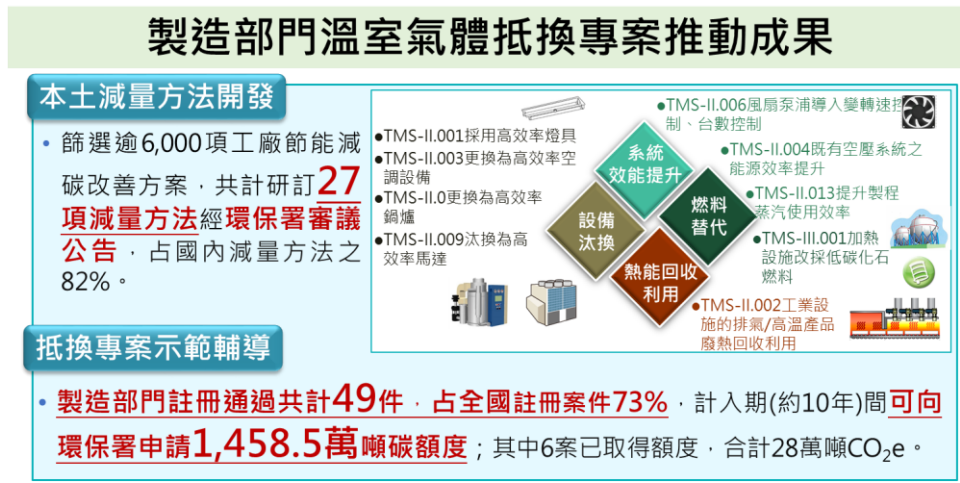 製造部門溫室氣體抵換專案推動成果
本土減量方法開發
• 篩選逾6,000項工廠節能減
碳改善方案，共計研訂27
項減量方法經環保署審議
公告，占國內減量方法之
82%。
●TMS-II.001採用高效率燈具
●TMS-II.003更換為高效率空
調設備
●TMS-II.0更換為高效率
鍋爐
●TMS-II.009汰換為高
效率馬達
系統
效能提升
設備
汰換
燃料
替代
熱能回收
利用
●TMS-II.006風扇泵浦導入變轉速控
制、台數控制
●TMS-II.004既有空壓系統之
能源效率提升
●TMS-II.013提升製程
蒸汽使用效率
●TMS-III.001加熱
設施改採低碳化石
燃料
●TMS-II.002工業設
施的排氣/高溫產品
廢熱回收利用
抵換專案示範輔導
• 製造部門註冊通過共計49件，占全國註冊案件73%，計入期(約10年)間可向
環保署申請1,458.5萬噸碳額度；其中6案已取得額度，合計28萬噸CO₂e。